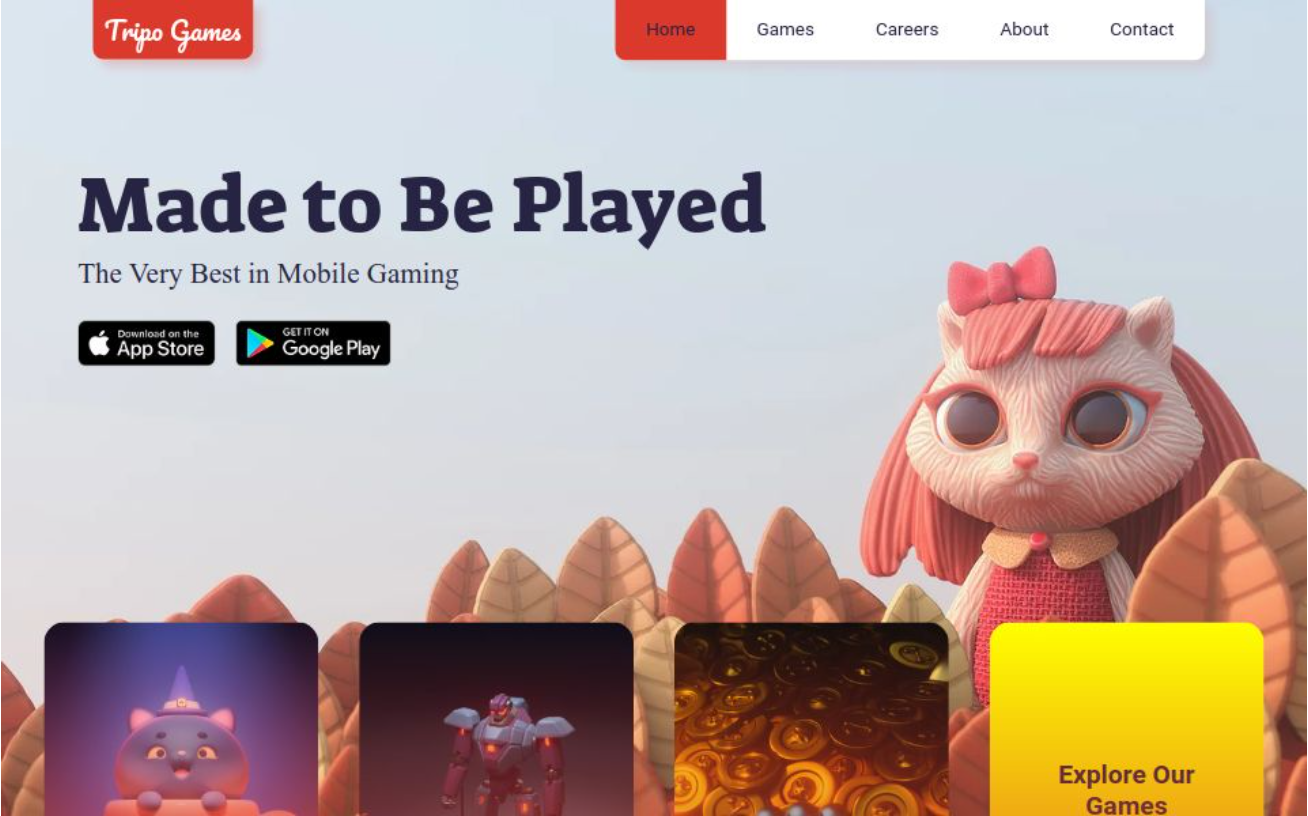 Tripo Games
Home Games Careers About Contact
Made to Be Played
The Very Best in Mobile Gaming
Download on the
App Store
GET IT ON
Google Play
Explore Our
Games